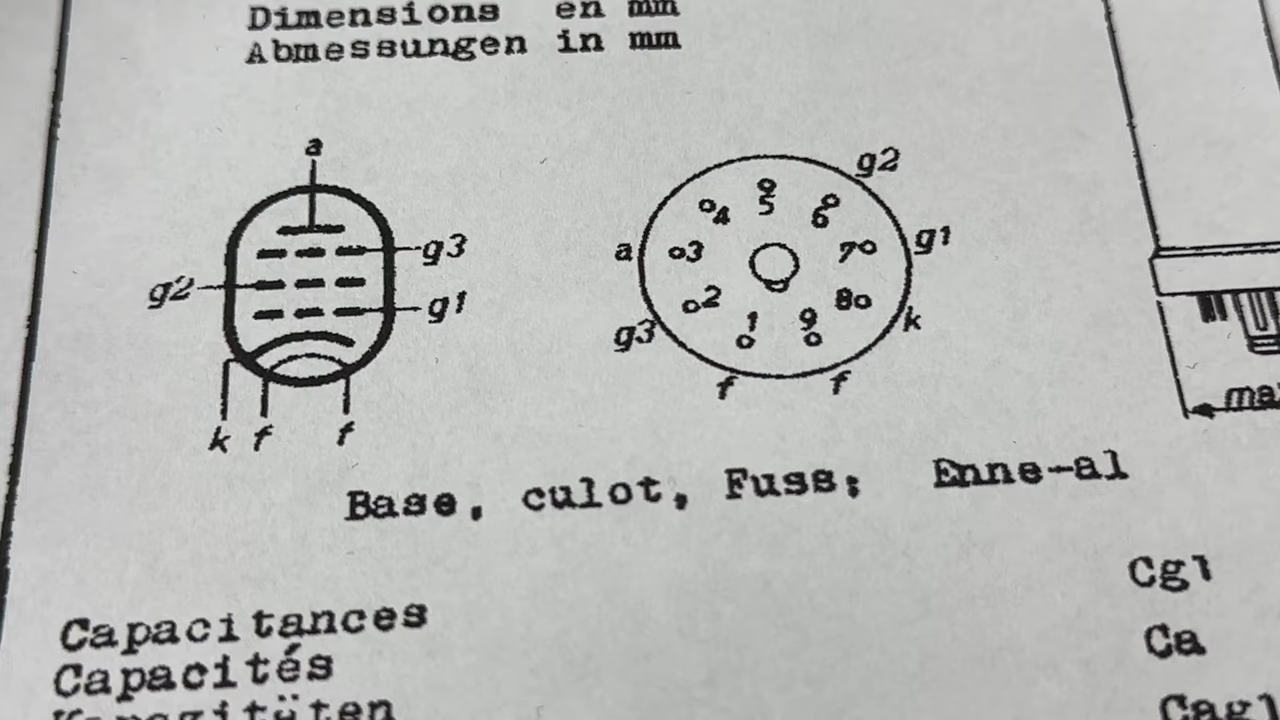 Dimensions en mm
Abmessungen in mm
a
g3
g2
g1
k f f
g2
5
4 6
a 3 7 g1
2 8
g3 1 9 k
f f
Base, culot, Fuss; Enne-al
Capacitances Cg1
Capacités Ca
Cag1